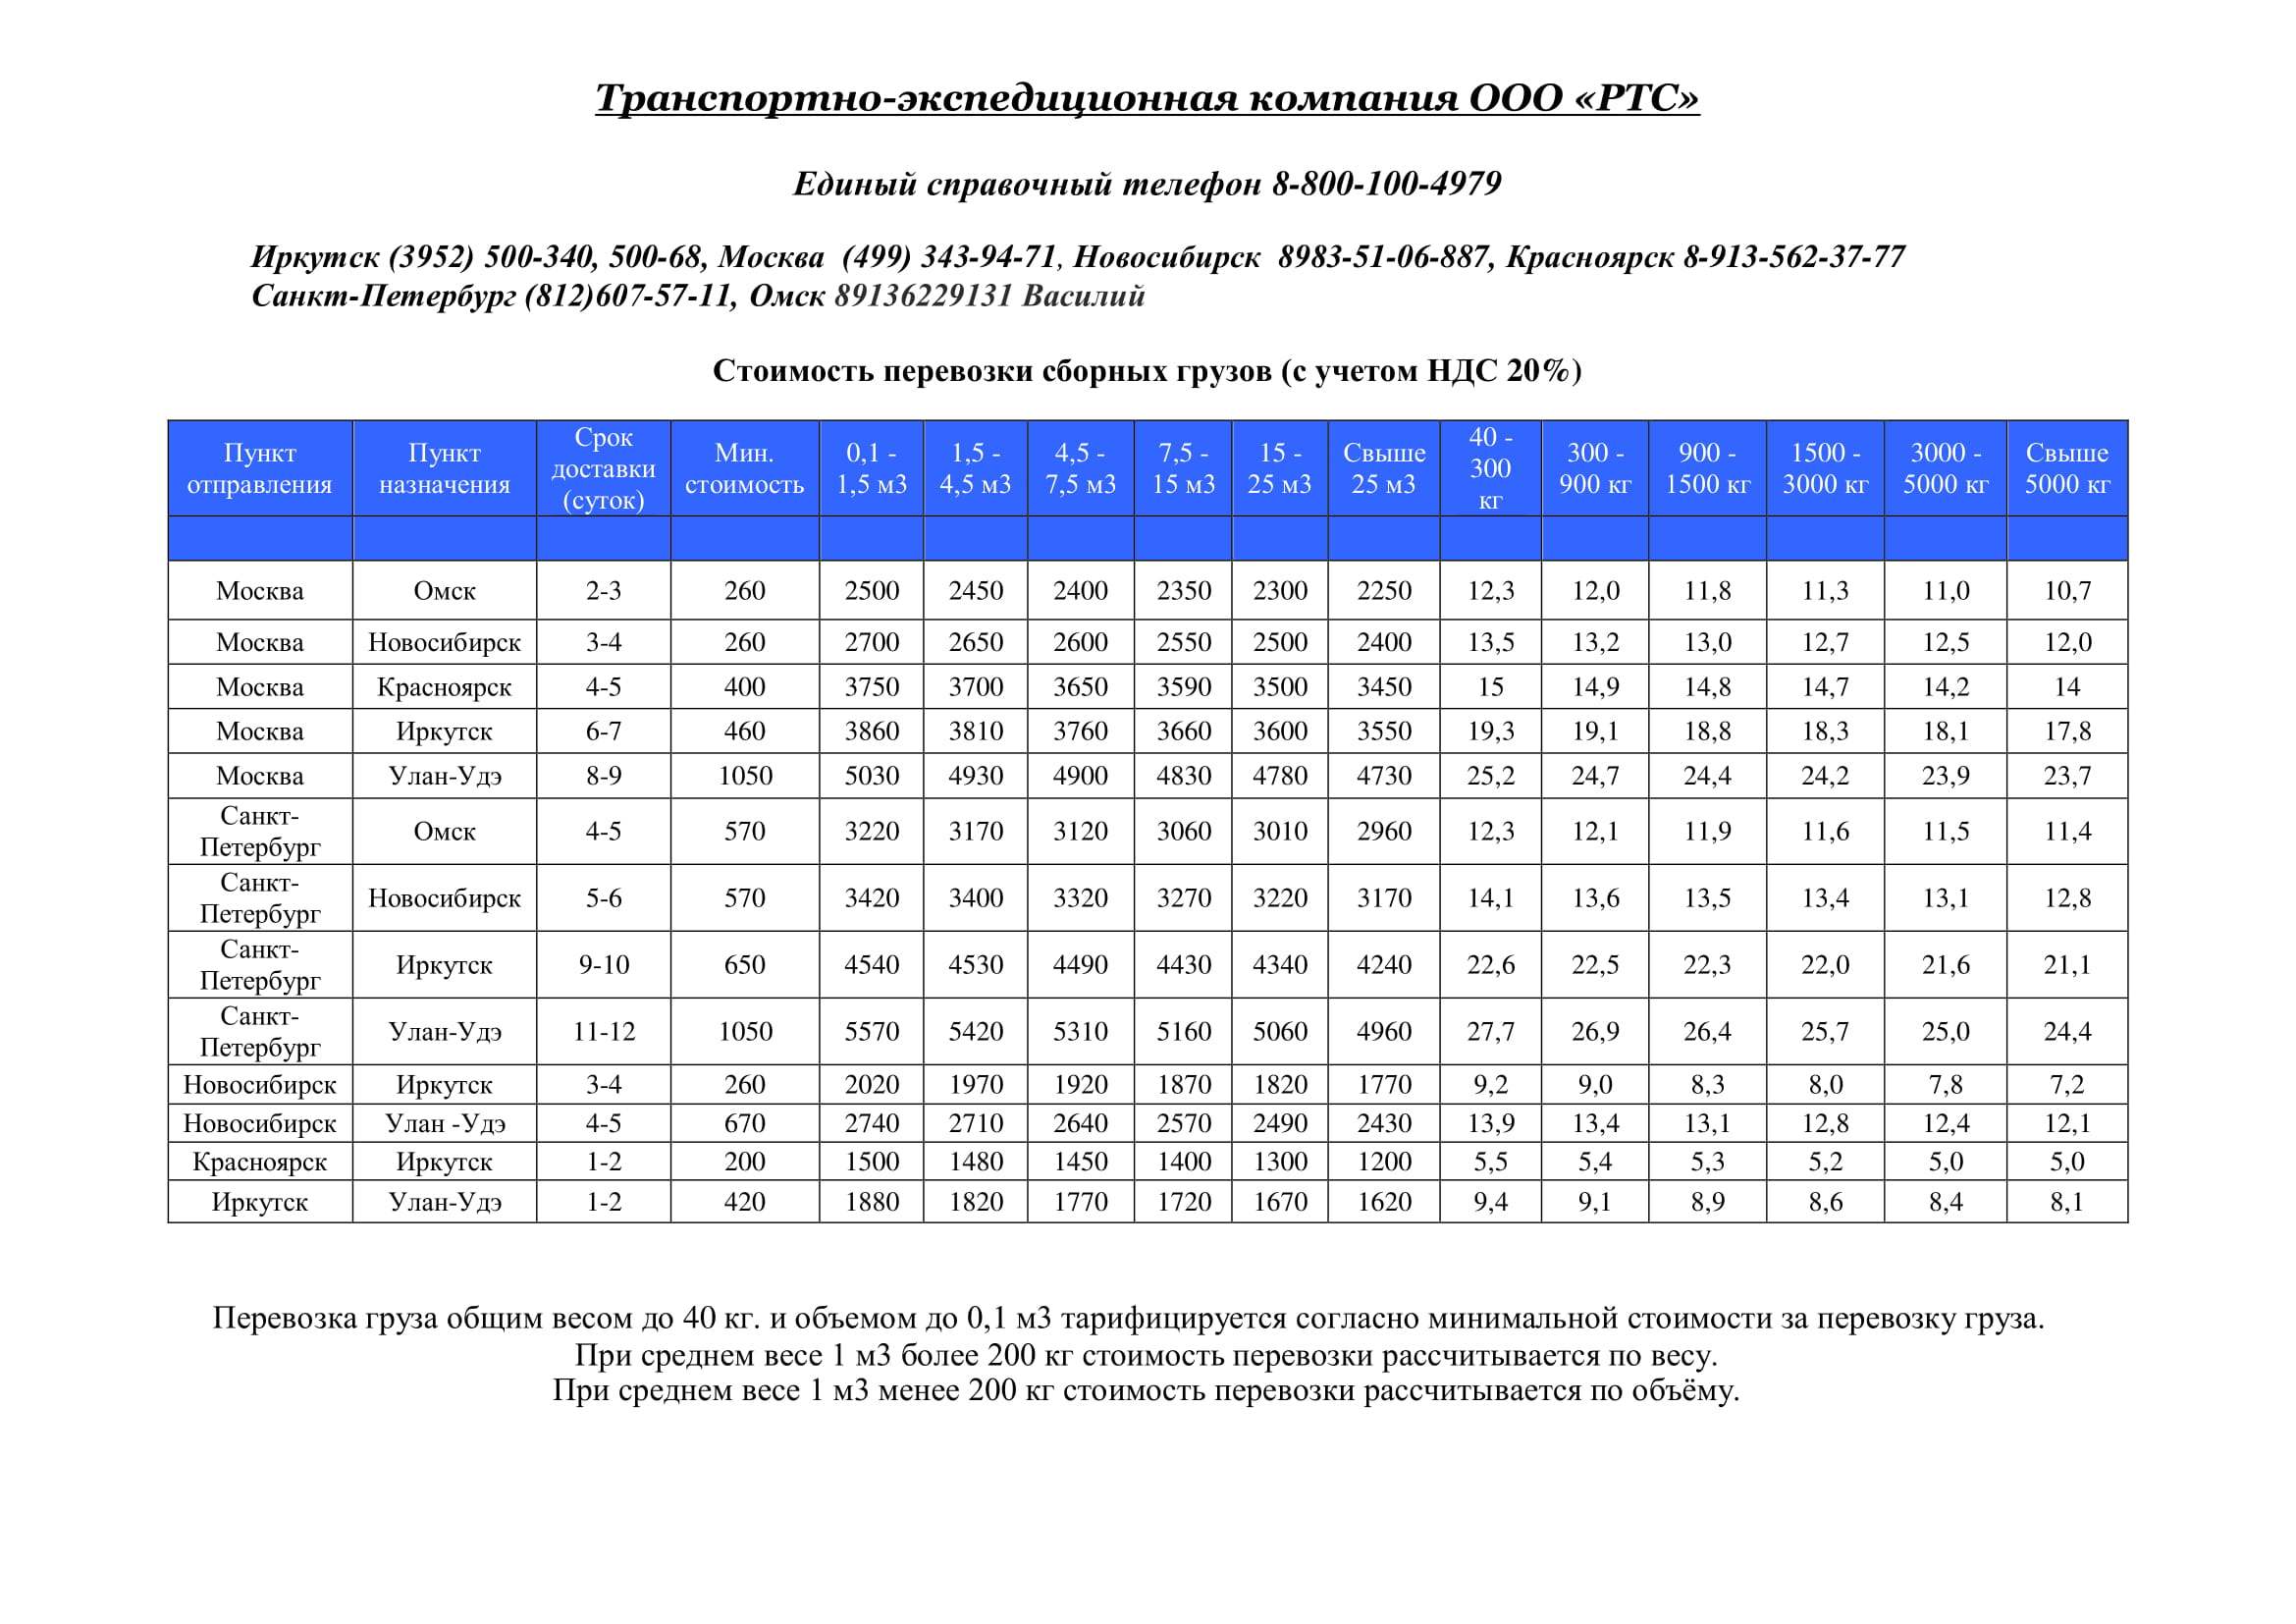 Транспортно-экспедиционная компания ООО «РТС»
Единый справочный телефон 8-800-100-4979
Иркутск (3952) 500-340, 500-68, Москва (499) 343-94-71, Новосибирск 8983-51-06-887, Красноярск 8-913-562-37-77
Санкт-Петербург (812)607-57-11, Омск 89136229131 Василий
Стоимость перевозки сборных грузов (с учетом НДС 20%)
Пункт отправления Пункт назначения Срок доставки (суток) Мин. стоимость 0,1 - 1,5 м3 1,5 - 4,5 м3 4,5 - 7,5 м3 7,5 - 15 м3 15 - 25 м3 Свыше 25 м3 40 - 300 кг 300 - 900 кг 900 - 1500 кг 1500 - 3000 кг 3000 - 5000 кг Свыше 5000 кг
Москва Омск 2-3 260 2500 2450 2400 2350 2300 2250 12,3 12,0 11,8 11,3 11,0 10,7
Москва Новосибирск 3-4 260 2700 2650 2600 2550 2500 2400 13,5 13,2 13,0 12,7 12,5 12,0
Москва Красноярск 4-5 400 3750 3700 3650 3590 3500 3450 15 14,9 14,8 14,7 14,2 14
Москва Иркутск 6-7 460 3860 3810 3760 3660 3600 3550 19,3 19,1 18,8 18,3 18,1 17,8
Москва Улан-Удэ 8-9 1050 5030 4930 4900 4830 4780 4730 25,2 24,7 24,4 24,2 23,9 23,7
Санкт-Петербург Омск 4-5 570 3220 3170 3120 3060 3010 2960 12,3 12,1 11,9 11,6 11,5 11,4
Санкт-Петербург Новосибирск 5-6 570 3420 3400 3320 3270 3220 3170 14,1 13,6 13,5 13,4 13,1 12,8
Санкт-Петербург Иркутск 9-10 650 4540 4530 4490 4430 4340 4240 22,6 22,5 22,3 22,0 21,6 21,1
Санкт-Петербург Улан-Удэ 11-12 1050 5570 5420 5310 5160 5060 4960 27,7 26,9 26,4 25,7 25,0 24,4
Новосибирск Иркутск 3-4 260 2020 1970 1920 1870 1820 1770 9,2 9,0 8,3 8,0 7,8 7,2
Новосибирск Улан -Удэ 4-5 670 2740 2710 2640 2570 2490 2430 13,9 13,4 13,1 12,8 12,4 12,1
Красноярск Иркутск 1-2 200 1500 1480 1450 1400 1300 1200 5,5 5,4 5,3 5,2 5,0 5,0
Иркутск Улан-Удэ 1-2 420 1880 1820 1770 1720 1670 1620 9,4 9,1 8,9 8,6 8,4 8,1
Перевозка груза общим весом до 40 кг. и объемом до 0,1 м3 тарифицируется согласно минимальной стоимости за перевозку груза.
При среднем весе 1 м3 более 200 кг стоимость перевозки рассчитывается по весу.
При среднем весе 1 м3 менее 200 кг стоимость перевозки рассчитывается по объёму.